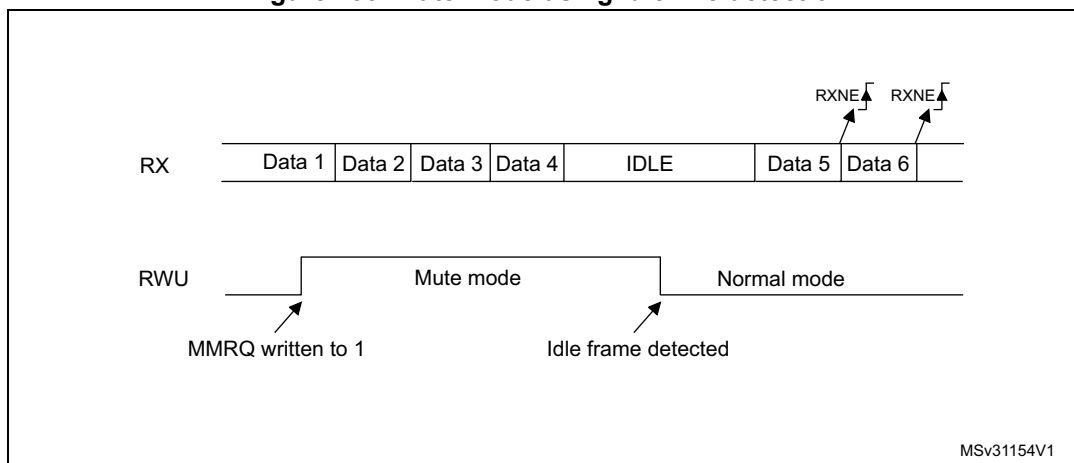 RXNE RXNE
RX Data 1 Data 2 Data 3 Data 4 IDLE Data 5 Data 6
RWU Mute mode Normal mode
MMRQ written to 1 Idle frame detected
MSv31154V1